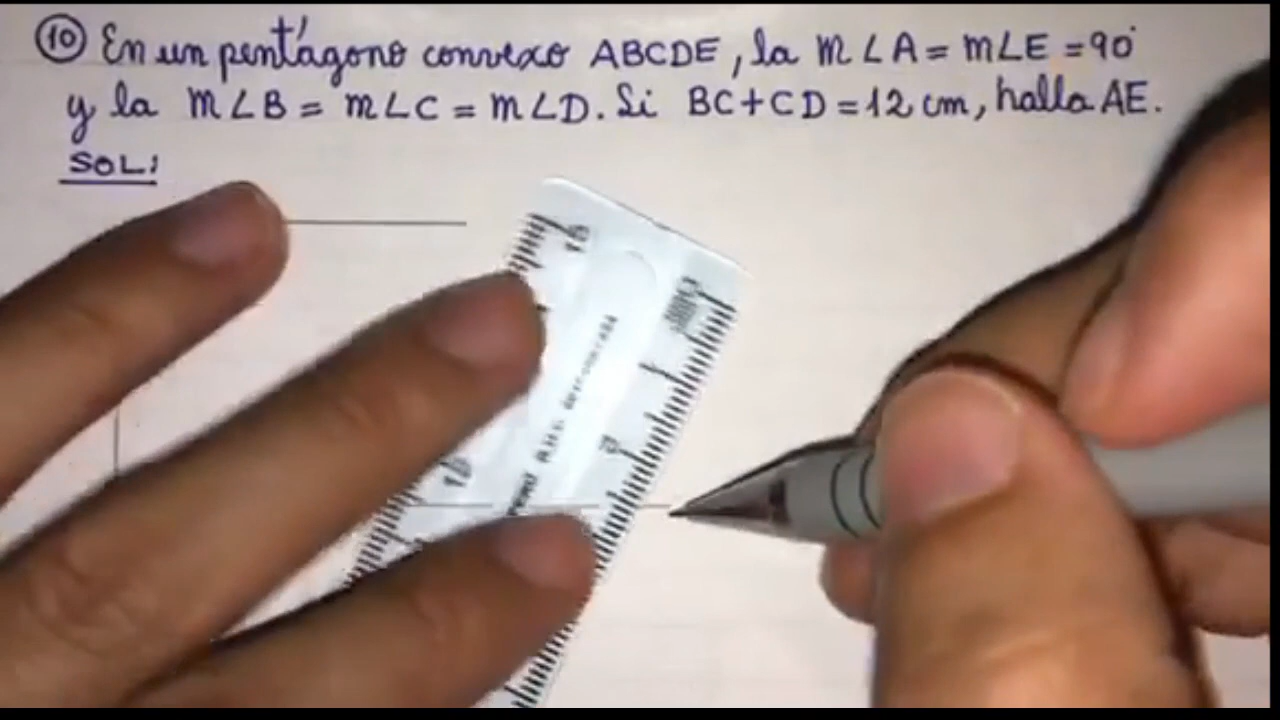 10 En un pentágono convexo ABCDE, la m∠A = m∠E = 90°
y la m∠B = m∠C = m∠D. Si BC+CD = 12 cm, halla AE.
SOL: